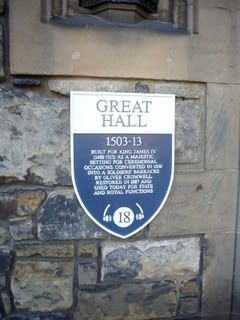 GREAT
HALL
1503-13
BUILT FOR KING JAMES IV
(1488-1513) AS A MAJESTIC
SETTING FOR CEREMONIAL
OCCASIONS. CONVERTED IN 1650
INTO A SOLDIERS' BARRACKS
BY OLIVER CROMWELL.
RESTORED IN 1887 AND
USED TODAY FOR STATE
AND ROYAL FUNCTIONS
18